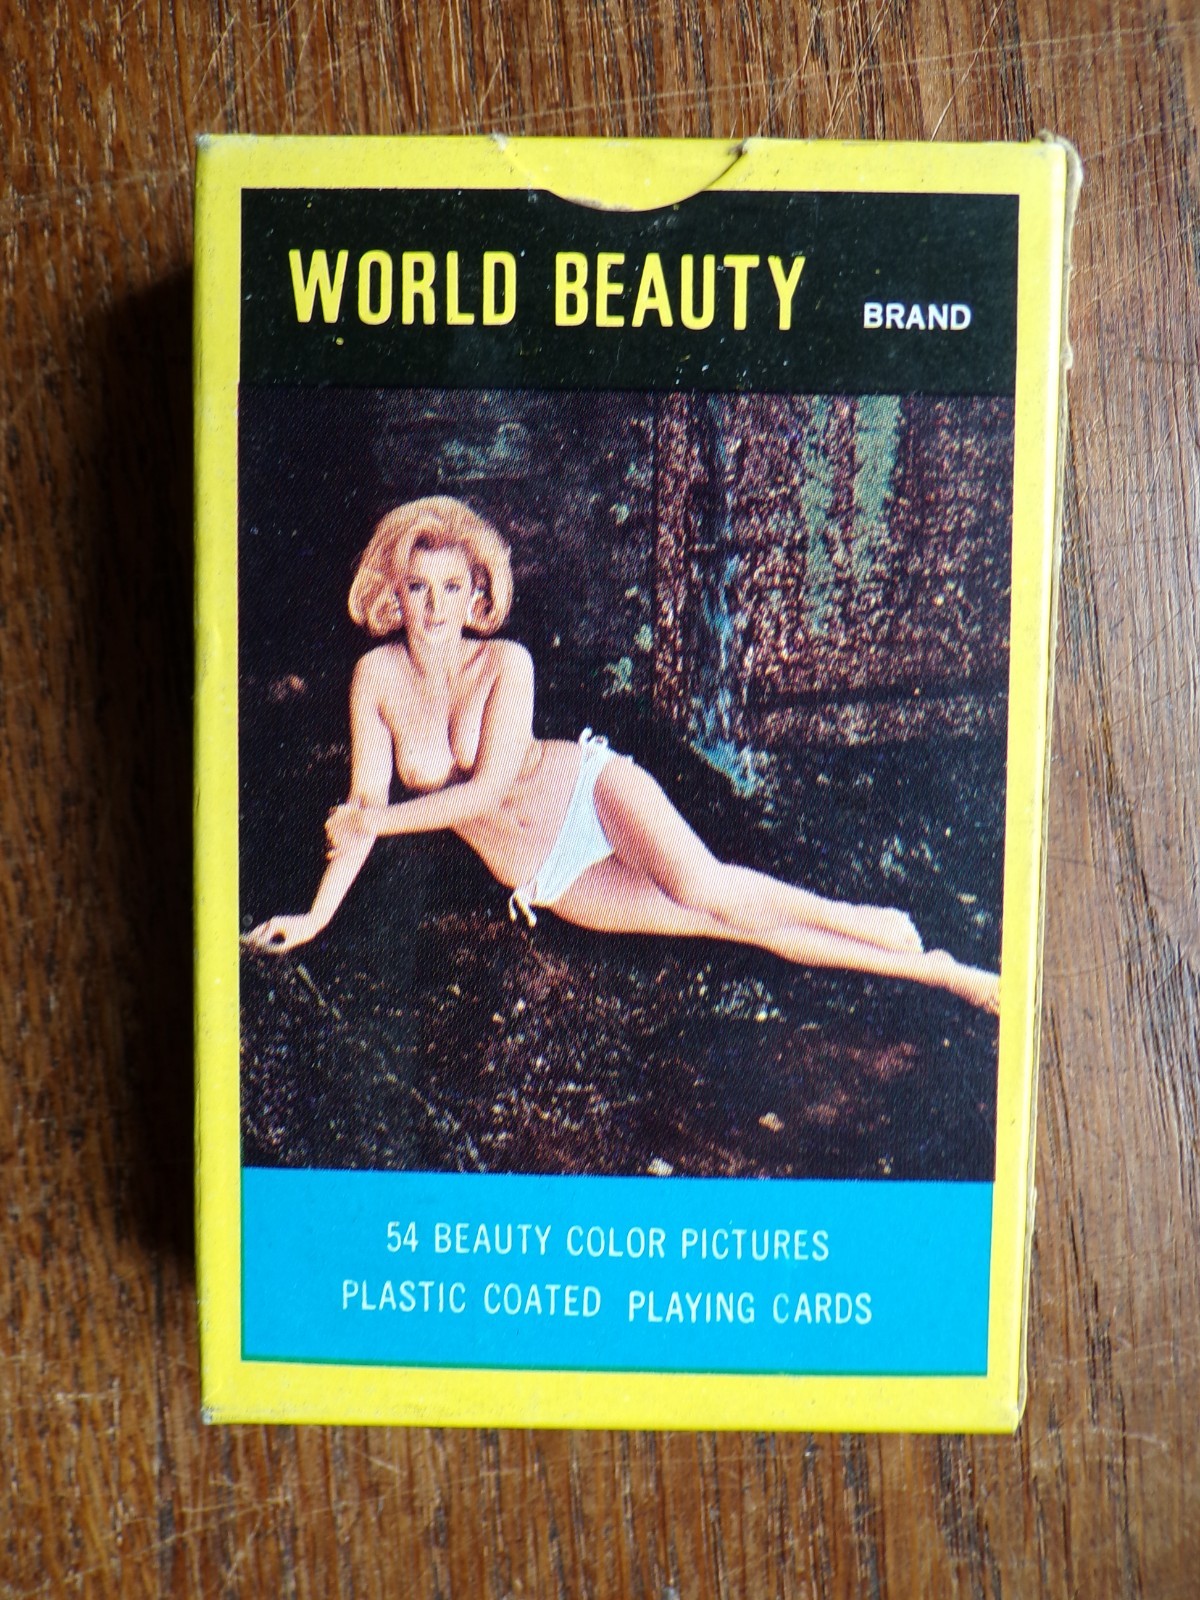 WORLD BEAUTY BRAND
54 BEAUTY COLOR PICTURES
PLASTIC COATED PLAYING CARDS